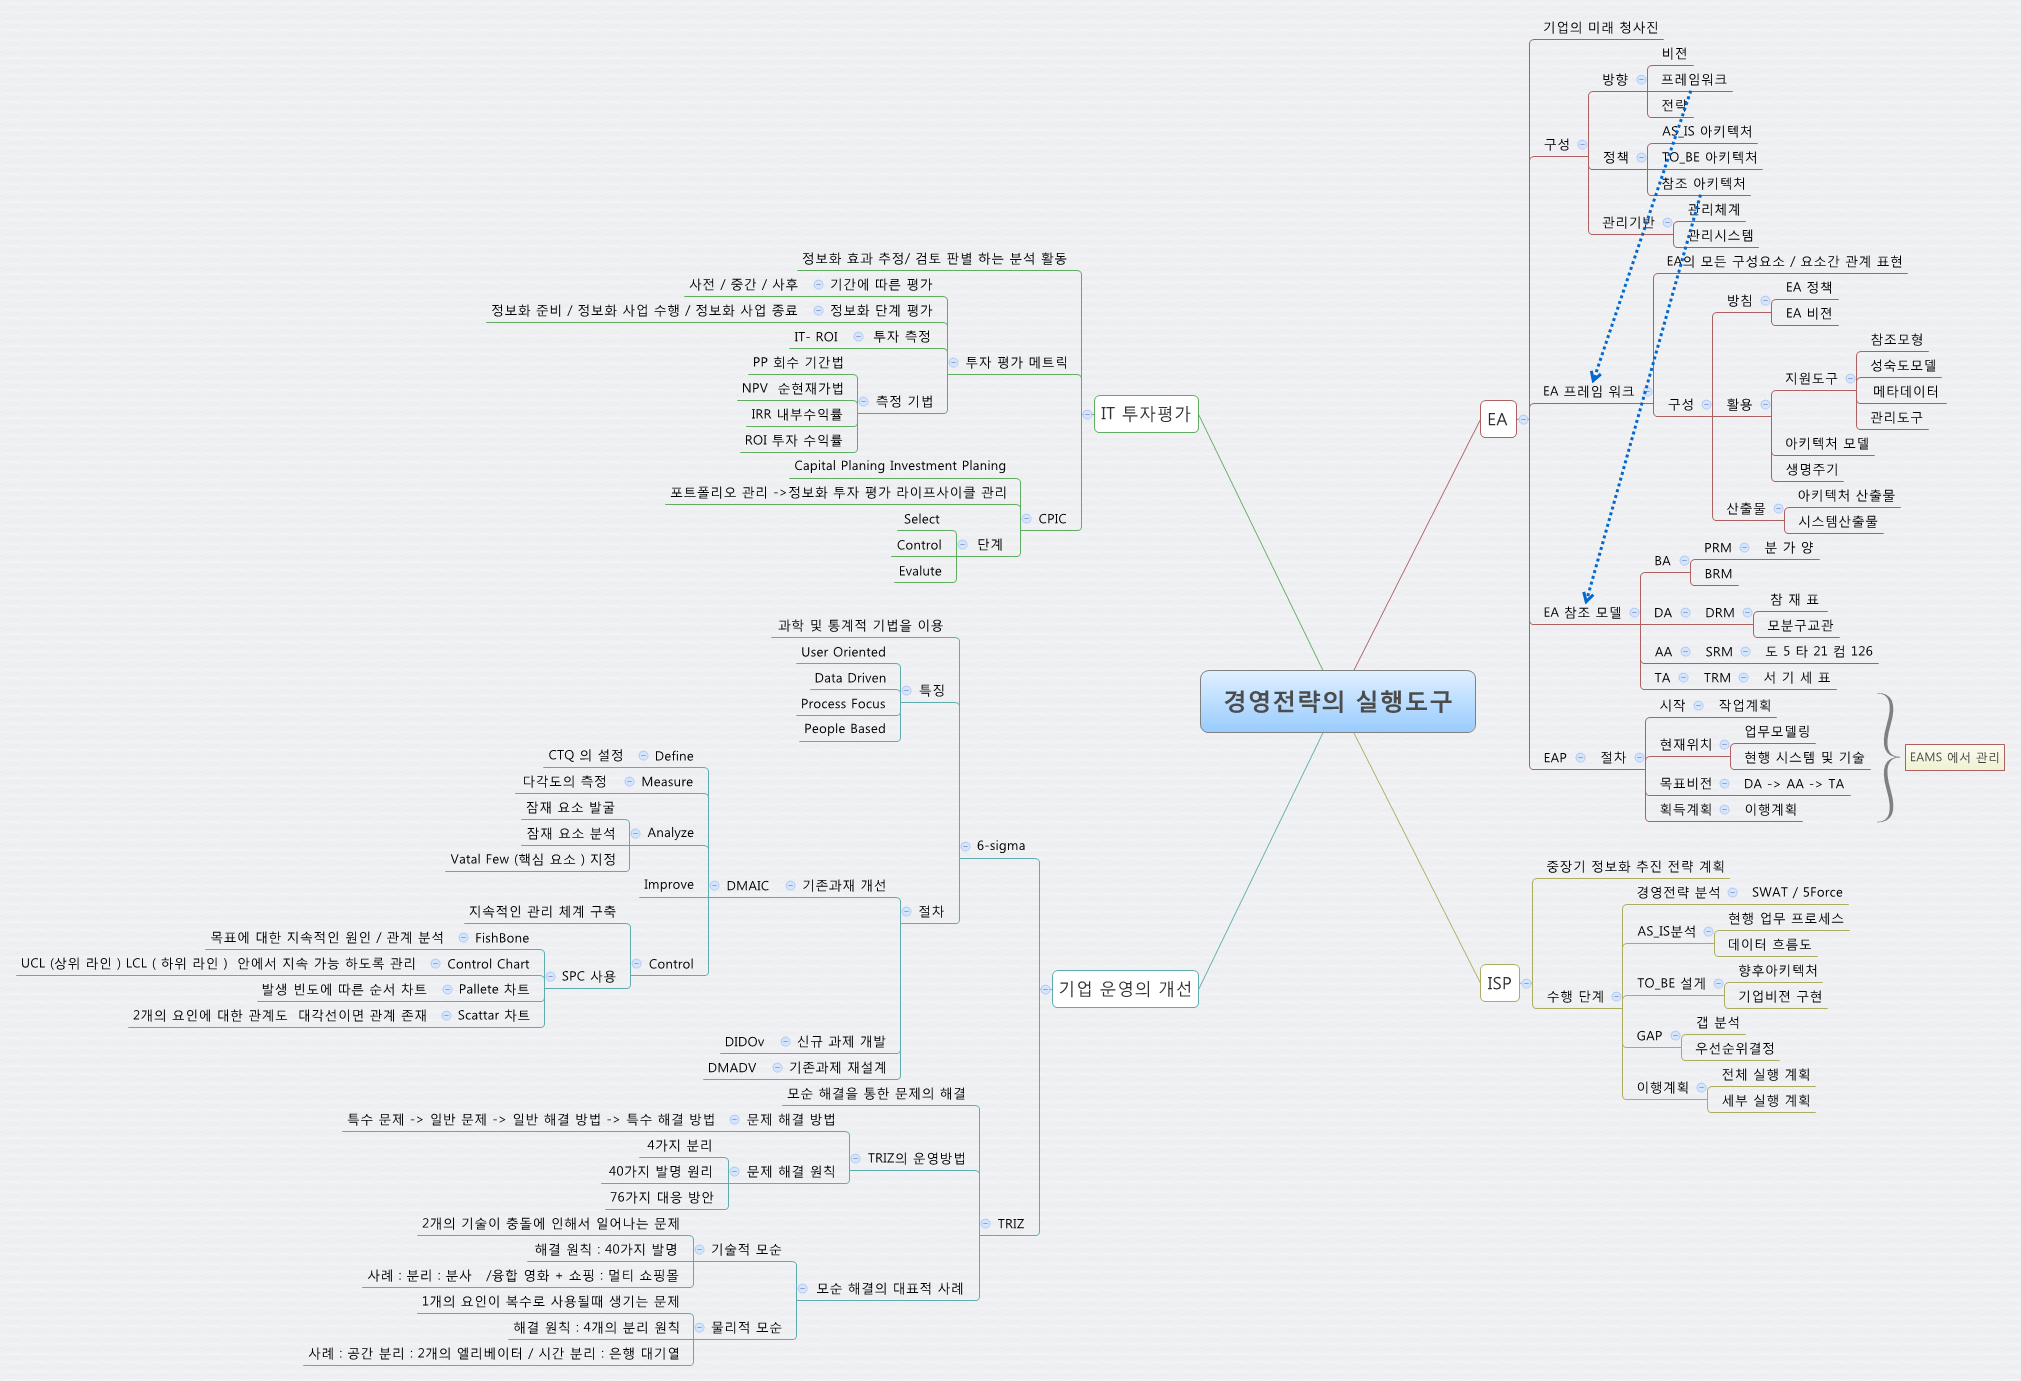 경영전략의 실행도구
EA
기업의 미래 청사진
구성
방향
비젼
프레임워크
전략
정책
AS_IS 아키텍처
TO_BE 아키텍처
참조 아키텍처
관리기반
관리체계
관리시스템
EA 프레임 워크
EA의 모든 구성요소 / 요소간 관계 표현
구성
방침
EA 정책
EA 비젼
활용
지원도구
참조모형
성숙도모델
메타데이터
관리도구
아키텍처 모델
생명주기
산출물
아키텍처 산출물
시스템산출물
EA 참조 모델
BA
PRM
분 가 양
BRM
DA
DRM
참 재 표
모분구교관
AA
SRM
도 5 타 21 컴 126
TA
TRM
서 기 세 표
EAP
절차
시작
작업계획
현재위치
업무모델링
현행 시스템 및 기술
목표비전
DA -> AA -> TA
획득계획
이행계획
EAMS 에서 관리
ISP
중장기 정보화 추진 전략 계획
수행 단계
경영전략 분석
SWAT / 5Force
AS_IS분석
현행 업무 프로세스
데이터 흐름도
TO_BE 설게
향후아키텍처
기업비젼 구현
GAP
갭 분석
우선순위결정
이행계획
전체 실행 계획
세부 실행 계획
IT 투자평가
정보화 효과 추정/ 검토 판별 하는 분석 활동
투자 평가 메트릭
기간에 따른 평가
사전 / 중간 / 사후
정보화 단계 평가
정보화 준비 / 정보화 사업 수행 / 정보화 사업 종료
투자 측정
IT- ROI
측정 기법
PP 회수 기간법
NPV 순현재가법
IRR 내부수익률
ROI 투자 수익률
CPIC
Capital Planing Investment Planing
포트폴리오 관리 ->정보화 투자 평가 라이프사이클 관리
단계
Select
Control
Evalute
기업 운영의 개선
6-sigma
과학 및 통계적 기법을 이용
특징
User Oriented
Data Driven
Process Focus
People Based
절차
기존과재 개선
DMAIC
Define
CTQ 의 설정
Measure
다각도의 측정
Analyze
잠재 요소 발굴
잠재 요소 분석
Vatal Few (핵심 요소 ) 지정
Improve
Control
지속적인 관리 체계 구축
SPC 사용
FishBone
목표에 대한 지속적인 원인 / 관계 분석
Control Chart
UCL (상위 라인 ) LCL ( 하위 라인 ) 안에서 지속 가능 하도록 관리
Pallete 차트
발생 빈도에 따른 순서 차트
Scattar 차트
2개의 요인에 대한 관계도 대각선이면 관계 존재
신규 과제 개발
DIDOv
기존과제 재설계
DMADV
TRIZ
모순 해결을 통한 문제의 해결
TRIZ의 운영방법
문제 해결 방법
특수 문제 -> 일반 문제 -> 일반 해결 방법 -> 특수 해결 방법
문제 해결 원칙
4가지 분리
40가지 발명 원리
76가지 대응 방안
모순 해결의 대표적 사례
기술적 모순
2개의 기술이 충돌에 인해서 일어나는 문제
해결 원칙 : 40가지 발명
사례 : 분리 : 분사 /융합 영화 + 쇼핑 : 멀티 쇼핑몰
물리적 모순
1개의 요인이 복수로 사용될때 생기는 문제
해결 원칙 : 4개의 분리 원칙
사례 : 공간 분리 : 2개의 엘리베이터 / 시간 분리 : 은행 대기열